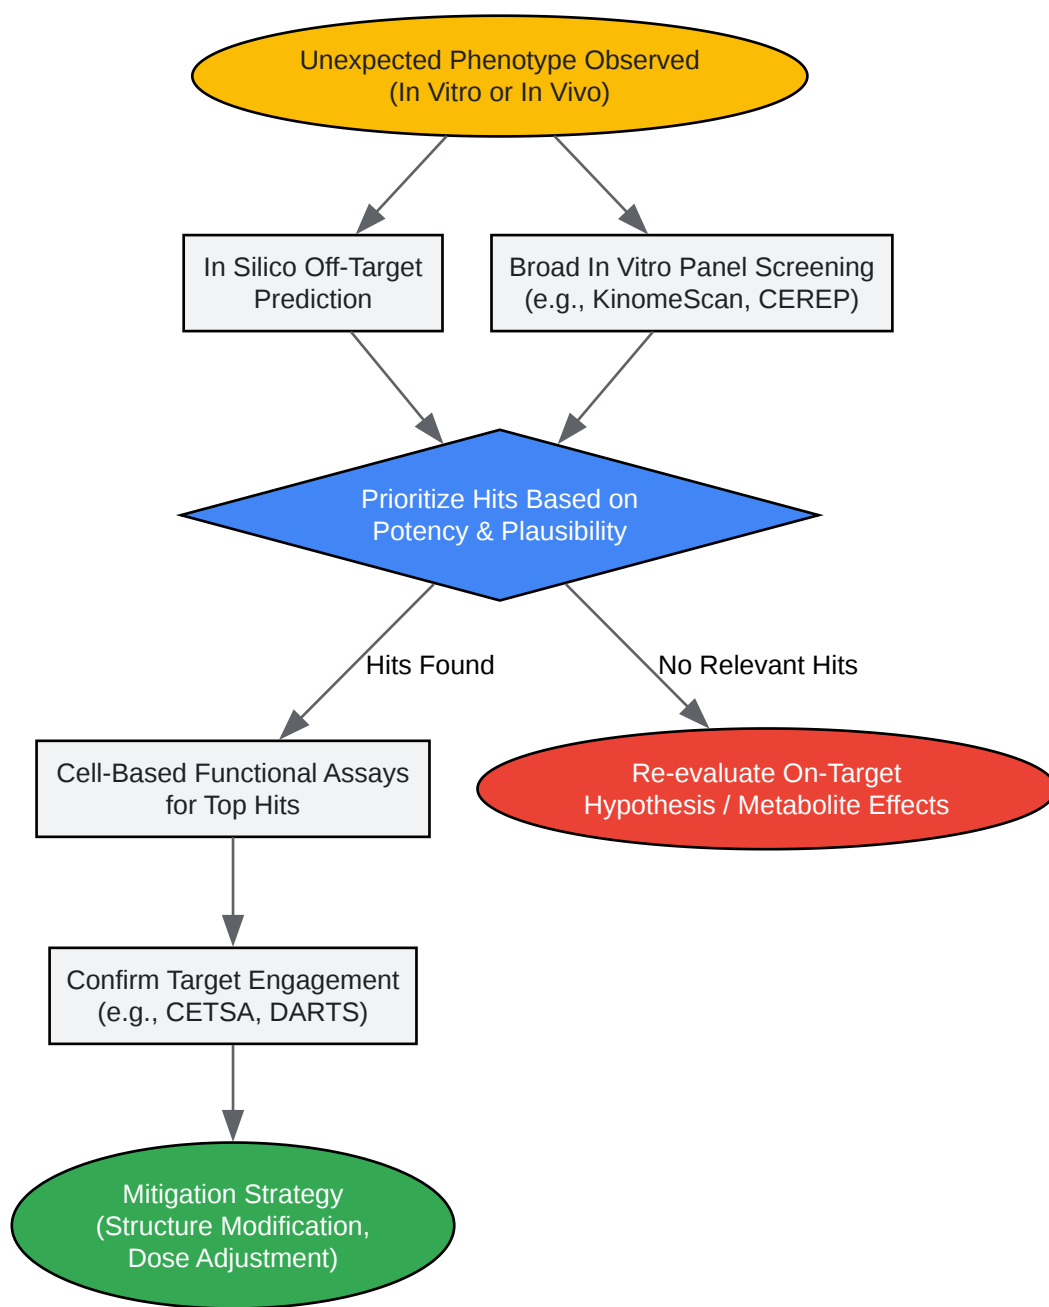 Unexpected Phenotype Observed
(In Vitro or In Vivo)
In Silico Off-Target
Prediction
Broad In Vitro Panel Screening
(e.g., KinomeScan, CEREP)
Prioritize Hits Based on
Potency & Plausibility
Hits Found
No Relevant Hits
Cell-Based Functional Assays
for Top Hits
Re-evaluate On-Target
Hypothesis / Metabolite Effects
Confirm Target Engagement
(e.g., CETSA, DARTS)
Mitigation Strategy
(Structure Modification,
Dose Adjustment)